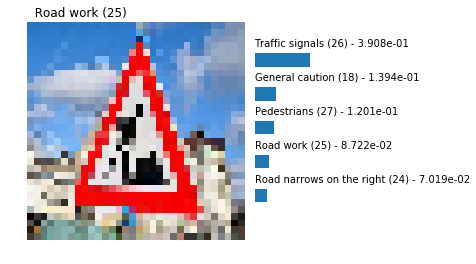 Road work (25)
Traffic signals (26) - 3.908e-01
General caution (18) - 1.394e-01
Pedestrians (27) - 1.201e-01
Road work (25) - 8.722e-02
Road narrows on the right (24) - 7.019e-02